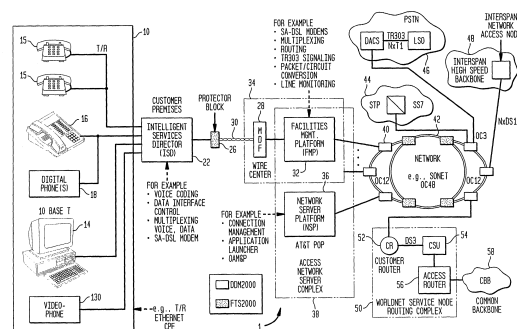 10
15
T/R
15
16
DIGITAL
PHONE(S)
18
10 BASE T
14
VIDEO-
PHONE
130
e.g., T/R
ETHERNET
CPE
CUSTOMER
PREMISES
INTELLIGENT
SERVICES
DIRECTOR
(ISD)
22
FOR EXAMPLE
• VOICE CODING
• DATA INTERFACE
CONTROL
• MULTIPLEXING
VOICE, DATA
• SA-DSL MODEM
PROTECTOR
BLOCK
26
30
FOR EXAMPLE
• SA-DSL MODEMS
• MULTIPLEXING
• ROUTING
• TR303 SIGNALING
• PACKET/CIRCUIT
CONVERSION
• LINE MONITORING
34
28
MDF
WIRE
CENTER
FACILITIES
MGMT.
PLATFORM
(FMP)
32
36
NETWORK
SERVER
PLATFORM
(NSP)
FOR EXAMPLE
• CONNECTION
MANAGEMENT
• APPLICATION
LAUNCHER
• OAM&P
AT&T POP
ACCESS
NETWORK
SERVER
COMPLEX
38
DDM2000
FTS2000
1
PSTN
DACS
TR303
NxT1
LSO
46
44
STP
SS7
INTERSPAN
NETWORK
ACCESS NODE
48
INTERSPAN
HIGH SPEED
BACKBONE
NxDS1
40
42
OC3
OC12
NETWORK
e.g., SONET
OC48
OC12
52
CR
DS3
CSU
54
CUSTOMER
ROUTER
56
ACCESS
ROUTER
50
WORLDNET SERVICE NODE
ROUTING COMPLEX
58
CBB
COMMON
BACKBONE